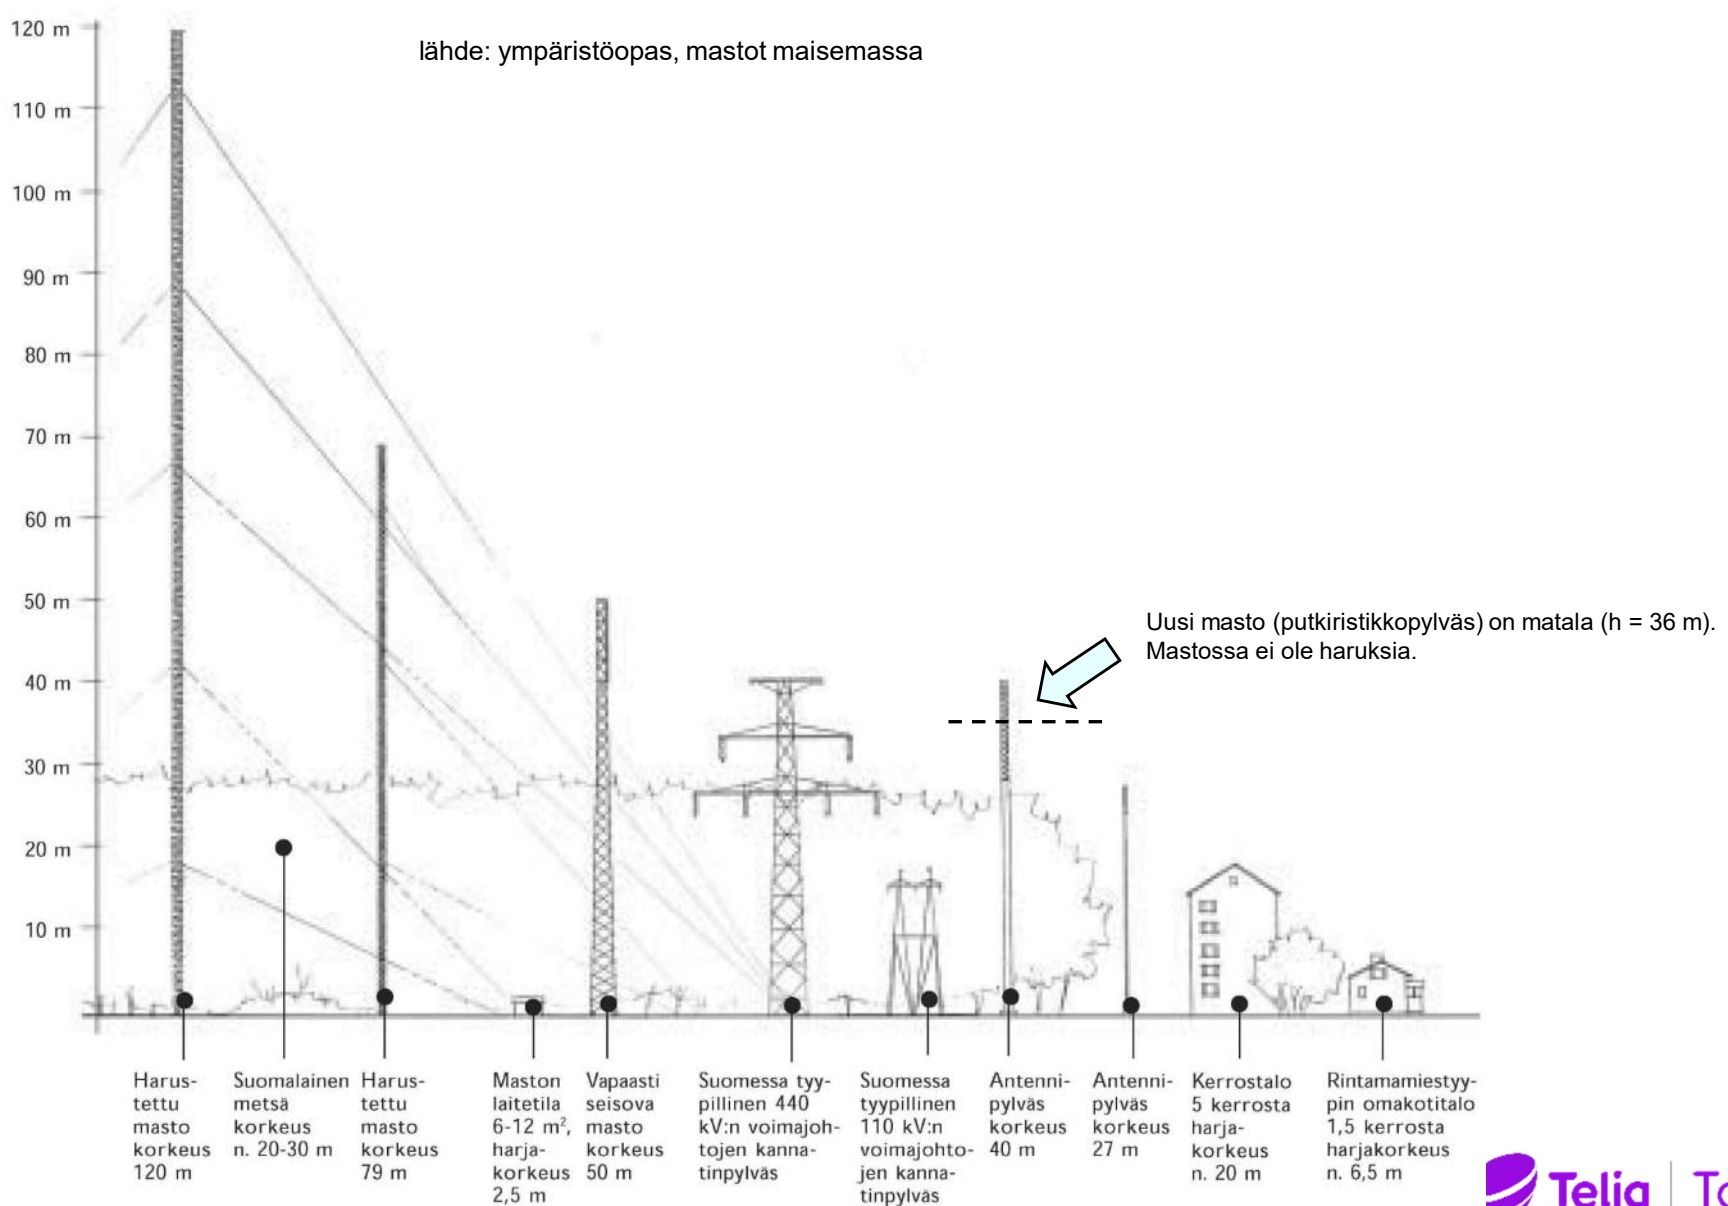 lähde: ympäristöopas, mastot maisemassa
120 m
110 m
100 m
90 m
80 m
70 m
60 m
50 m
40 m
30 m
20 m
10 m
Uusi masto (putkiristikkopylväs) on matala (h = 36 m).
Mastossa ei ole haruksia.
Harus-
tettu
masto
korkeus
120 m
Suomalainen
metsä
korkeus
n. 20-30 m
Harus-
tettu
masto
korkeus
79 m
Maston
laitetila
6-12 m²,
harja-
korkeus
2,5 m
Vapaasti
seisova
masto
korkeus
50 m
Suomessa tyy-
pillinen 440
kV:n voimajoh-
tojen kanna-
tinpylväs
Suomessa
tyypillinen
110 kV:n
voimajohto-
jen kanna-
tinpylväs
Antenni-
pylväs
korkeus
40 m
Antenni-
pylväs
korkeus
27 m
Kerrostalo
5 kerrosta
harja-
korkeus
n. 20 m
Rintamamiestyy-
pin omakotitalo
1,5 kerrosta
harjakorkeus
n. 6,5 m
Telia